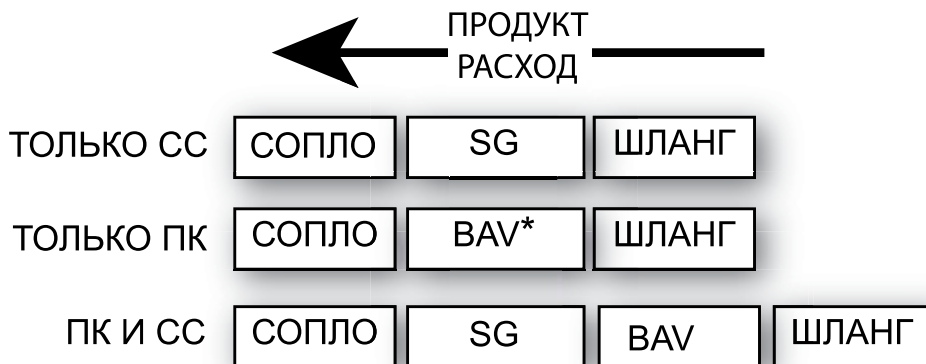 ПРОДУКТ
РАСХОД
ТОЛЬКО СС СОПЛО SG ШЛАНГ
ТОЛЬКО ПК СОПЛО BAV* ШЛАНГ
ПК И СС СОПЛО SG BAV ШЛАНГ